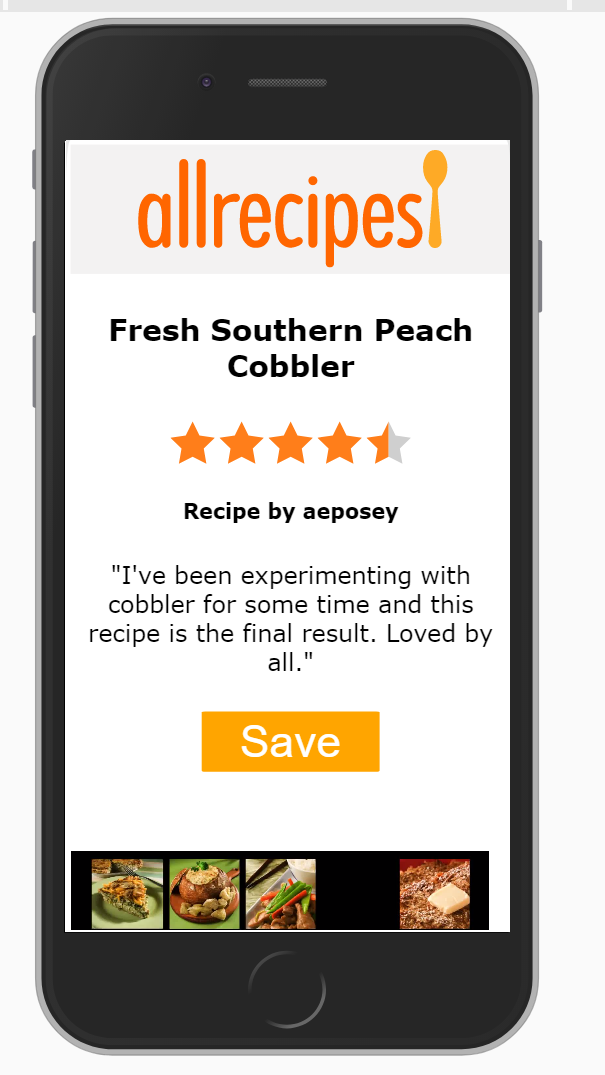 allrecipes
Fresh Southern Peach
Cobbler
Recipe by aeposey
"I've been experimenting with
cobbler for some time and this
recipe is the final result. Loved by
all."
Save